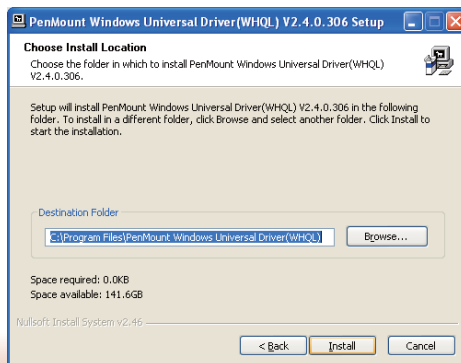 PenMount Windows Universal Driver(WHQL) V2.4.0.306 Setup
Choose Install Location
Choose the folder in which to install PenMount Windows Universal Driver(WHQL)
V2.4.0.306.
Setup will install PenMount Windows Universal Driver(WHQL) V2.4.0.306 in the following
folder. To install in a different folder, click Browse and select another folder. Click Install to
start the installation.
Destination Folder
C:\Program Files\PenMount Windows Universal Driver(WHQL)
Browse...
Space required: 0.0KB
Space available: 141.6GB
Nullsoft Install System v2.46
< Back Install Cancel